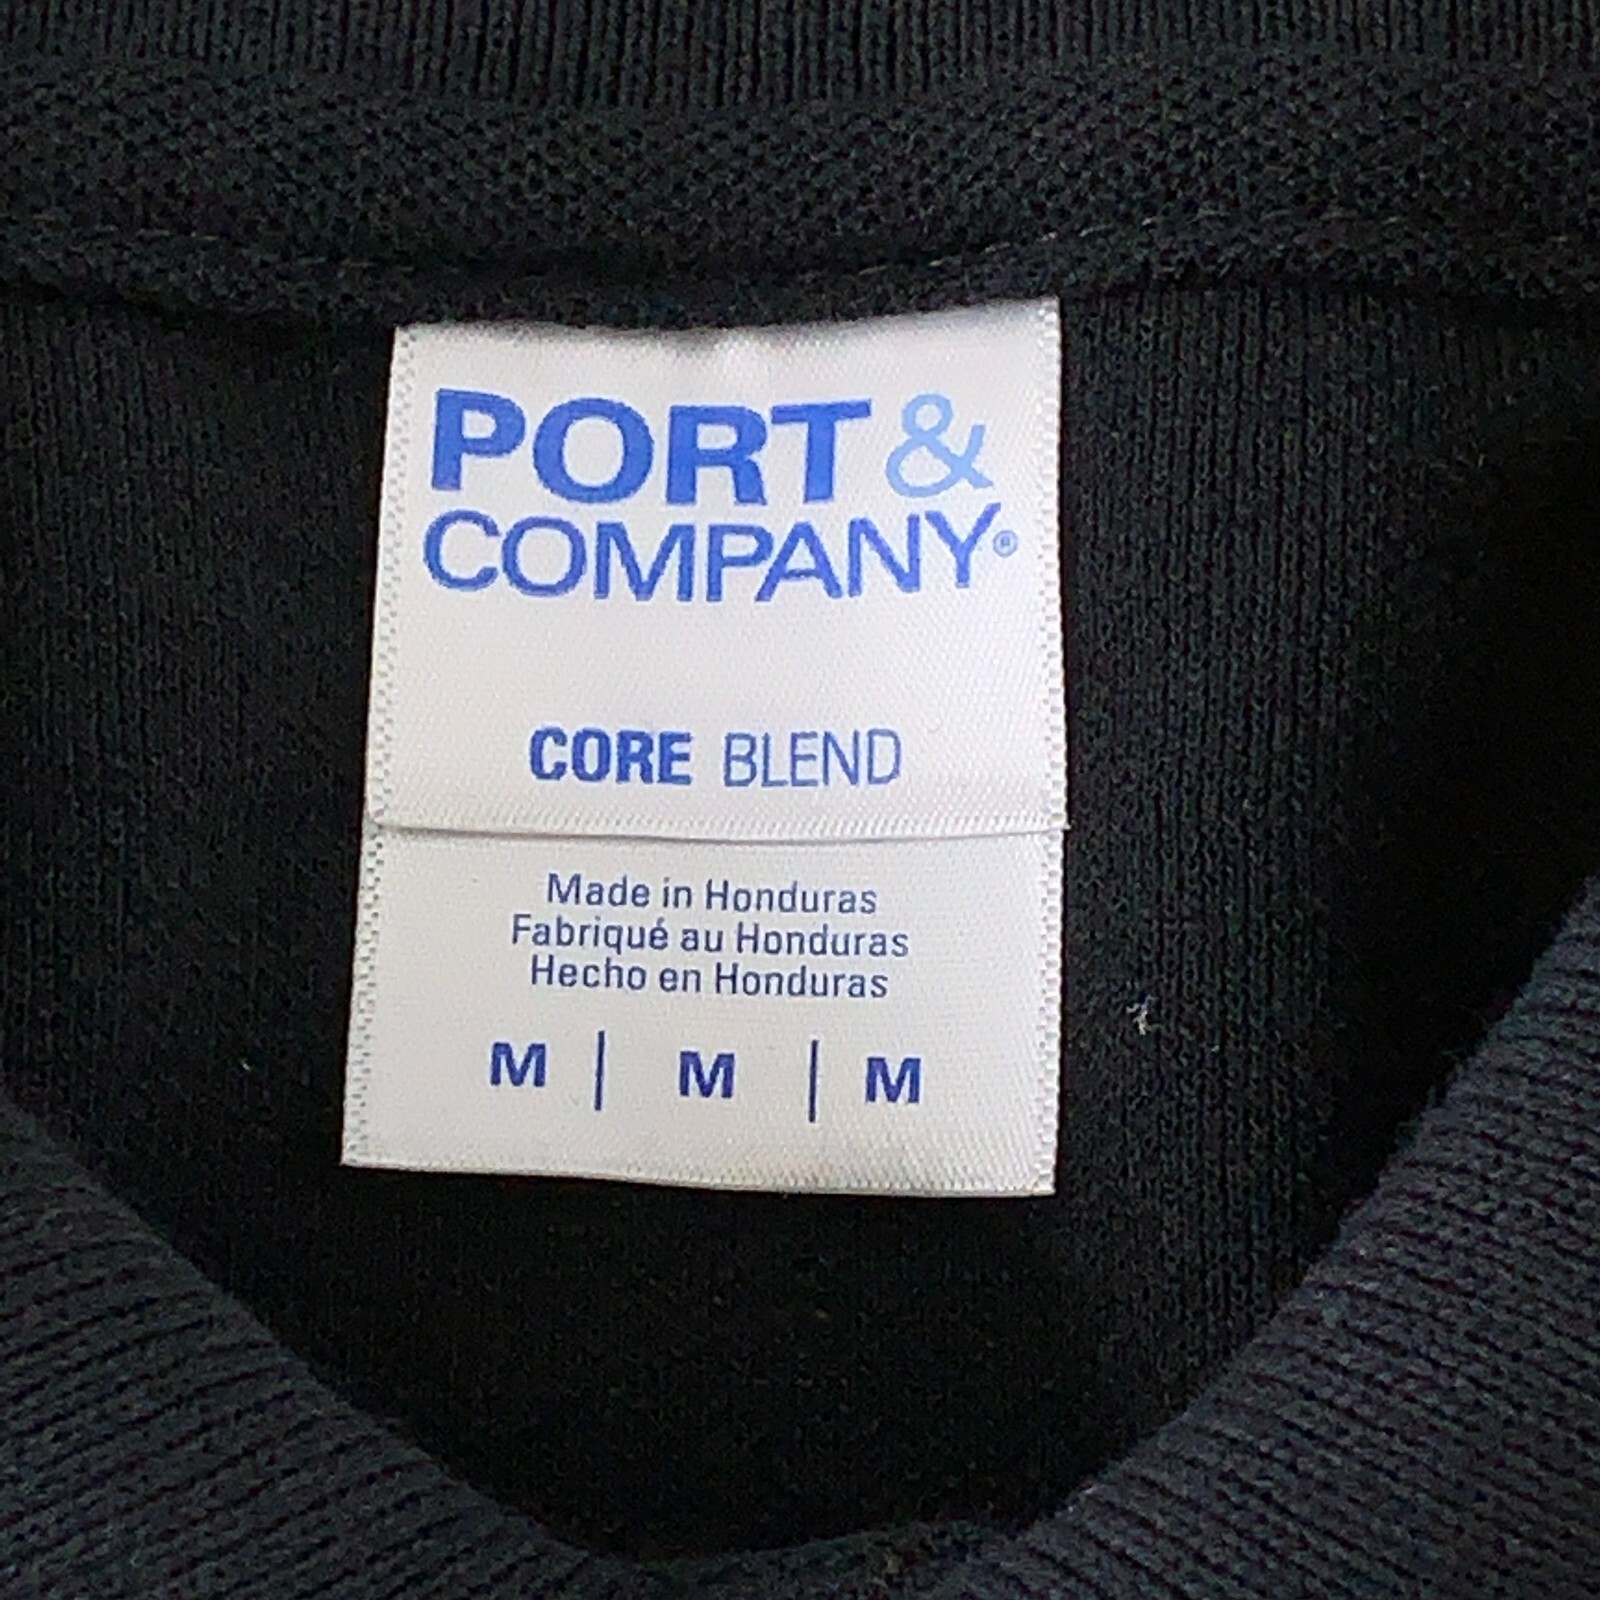 PORT &
COMPANY®
CORE BLEND
Made in Honduras
Fabriqué au Honduras
Hecho en Honduras
M | M | M